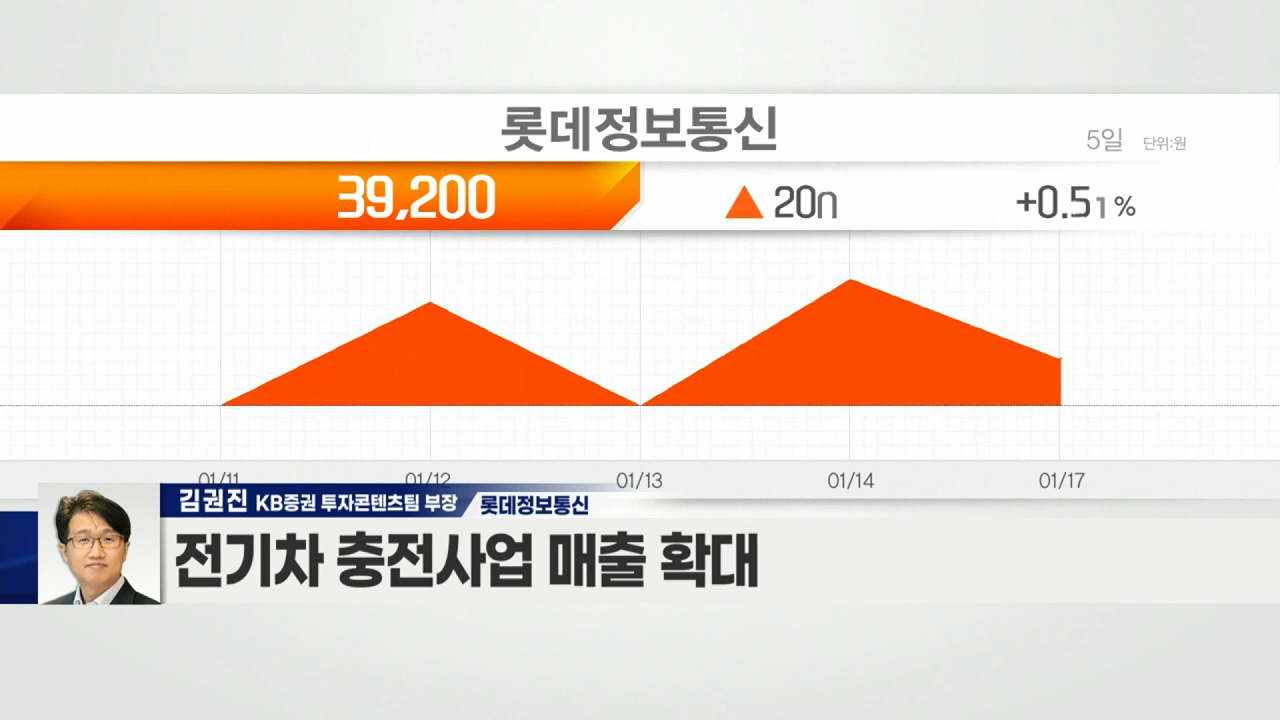 롯데정보통신
5일 단위:원
39,200 ▲ +0.51%
01/11 01/12 01/13 01/14 01/17
김권진 KB증권 투자콘텐츠팀 부장 롯데정보통신
전기차 충전사업 매출 확대